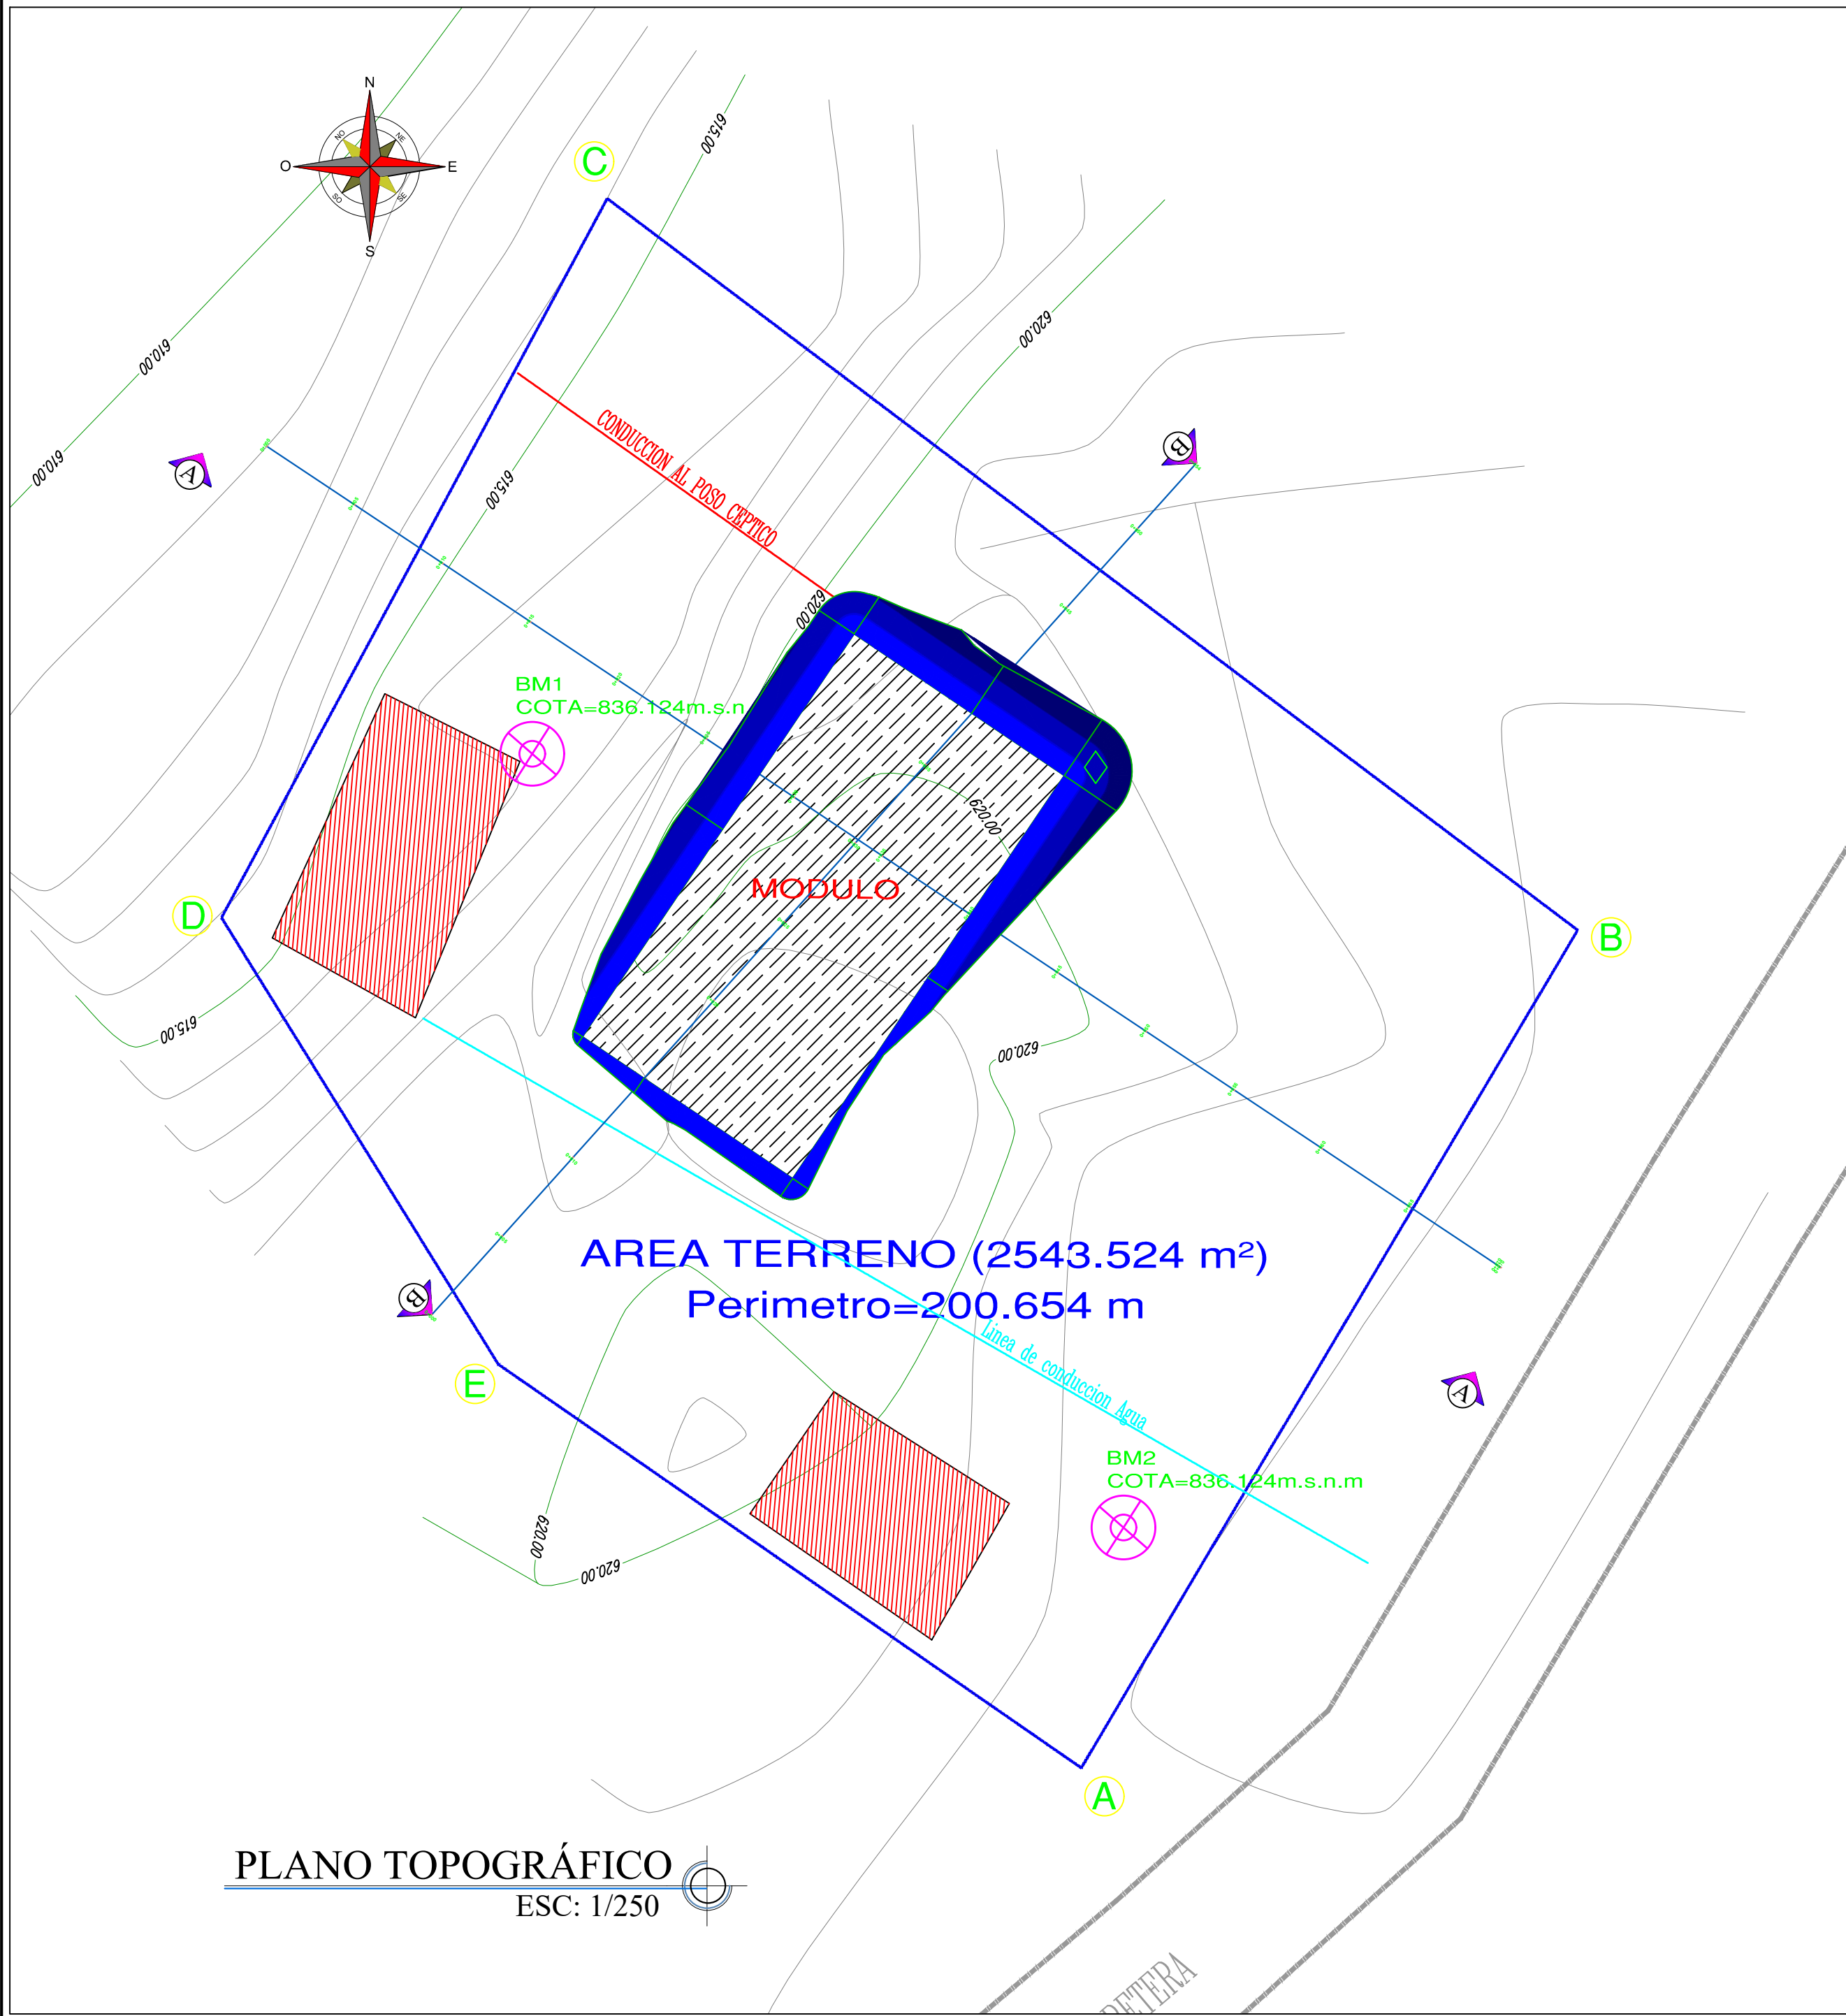 N
NO
NE
O
E
SO
SE
S
C
615.00
610.00
620.00
610.00
A
B
CONDUCCION AL POSO CEPTICO
615.00
620.00
BM1
COTA=836.124m.s.n
620.00
MODULO
D
B
615.00
620.00
AREA TERRENO (2543.524 m²)
Perimetro=200.654 m
B
Linea de conduccion Agua
E
A
BM2
COTA=836.124m.s.n.m
620.00
620.00
A
PLANO TOPOGRÁFICO
ESC: 1/250
RETERA